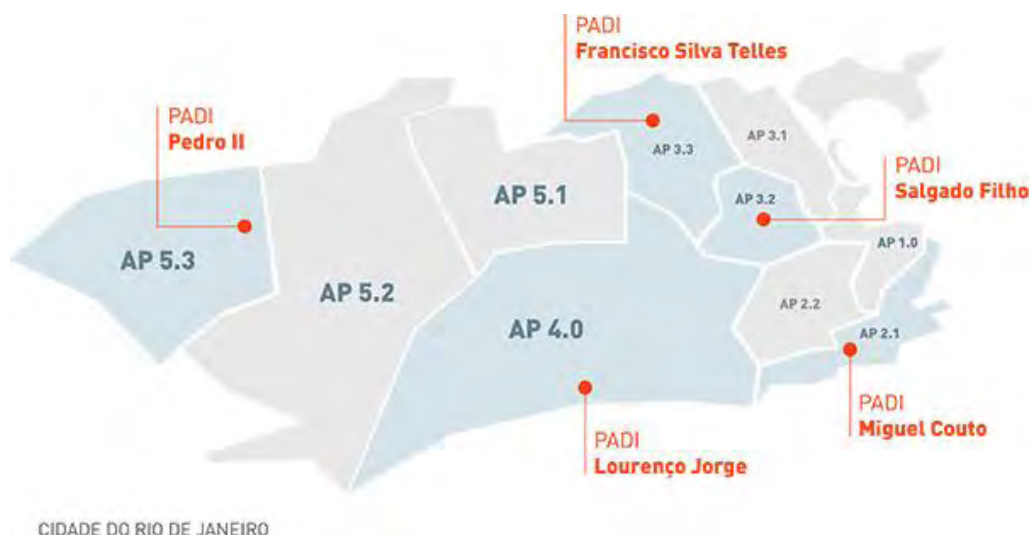 PADI
Francisco Silva Telles
PADI
Pedro II
AP 3.1
AP 3.3
PADI
Salgado Filho
AP 5.1
AP 3.2
AP 1.0
AP 5.3
AP 5.2
AP 2.2
AP 4.0
AP 2.1
PADI
Miguel Couto
PADI
Lourenço Jorge
CIDADE DO RIO DE JANEIRO